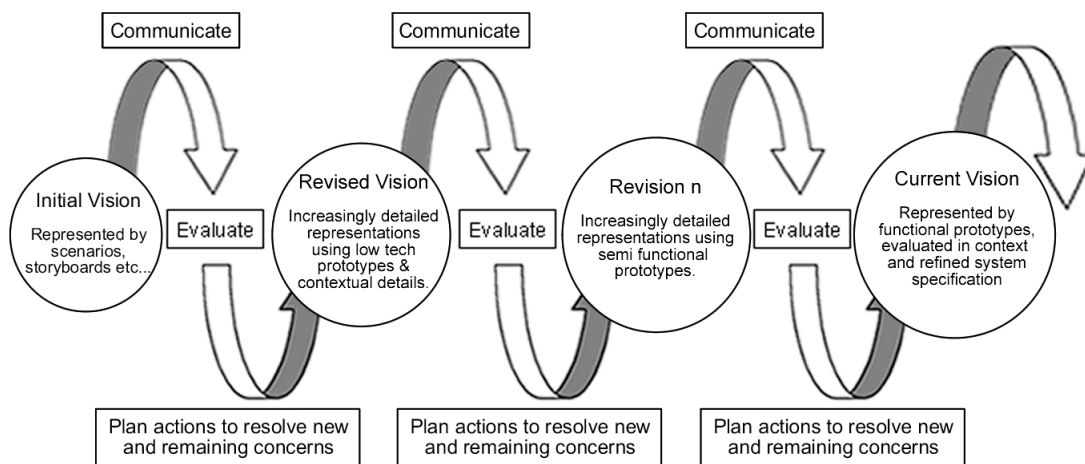 Communicate
Communicate
Communicate
Initial Vision
Represented by
scenarios,
storyboards etc...
Evaluate
Revised Vision
Increasingly detailed
representations
using low tech
prototypes &
contextual details.
Evaluate
Revision n
Increasingly detailed
representations using
semi functional
prototypes.
Evaluate
Current Vision
Represented by
functional prototypes,
evaluated in context
and refined system
specification
Plan actions to resolve new
and remaining concerns
Plan actions to resolve new
and remaining concerns
Plan actions to resolve new
and remaining concerns